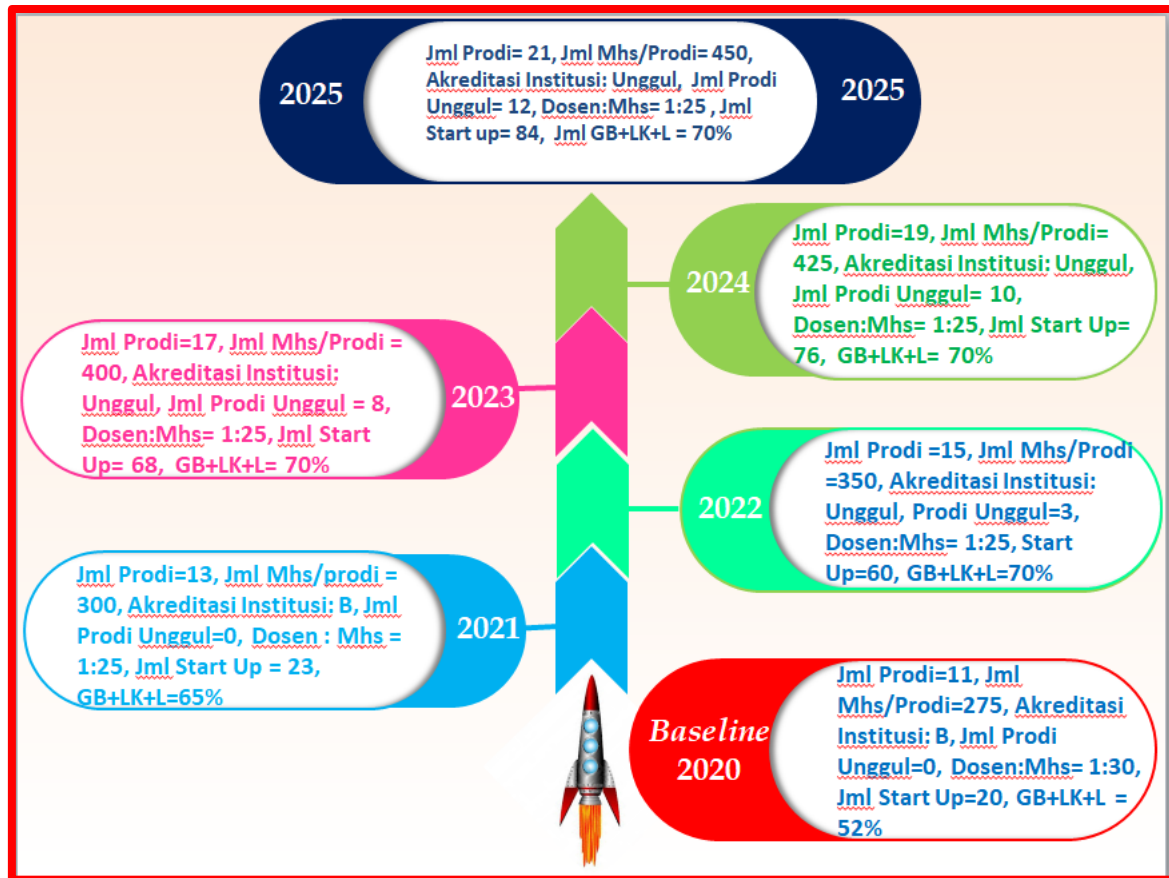 2025
Jml Prodi= 21, Jml Mhs/Prodi= 450,
Akreditasi Institusi: Unggul, Jml Prodi
Unggul= 12, Dosen:Mhs= 1:25 , Jml
Start up= 84, Jml GB+LK+L = 70%
2025
2024
Jml Prodi=19, Jml Mhs/Prodi=
425, Akreditasi Institusi: Unggul,
Jml Prodi Unggul= 10,
Dosen:Mhs= 1:25, Jml Start Up=
76, GB+LK+L= 70%
Jml Prodi=17, Jml Mhs/Prodi =
400, Akreditasi Institusi:
Unggul, Jml Prodi Unggul = 8,
Dosen:Mhs= 1:25, Jml Start
Up= 68, GB+LK+L= 70%
2023
2022
Jml Prodi =15, Jml Mhs/Prodi
=350, Akreditasi Institusi:
Unggul, Prodi Unggul=3,
Dosen:Mhs= 1:25, Start
Up=60, GB+LK+L=70%
Jml Prodi=13, Jml Mhs/prodi =
300, Akreditasi Institusi: B, Jml
Prodi Unggul=0, Dosen : Mhs =
1:25, Jml Start Up = 23,
GB+LK+L=65%
2021
Baseline
2020
Jml Prodi=11, Jml
Mhs/Prodi=275, Akreditasi
Institusi: B, Jml Prodi
Unggul=0, Dosen:Mhs= 1:30,
Jml Start Up=20, GB+LK+L =
52%